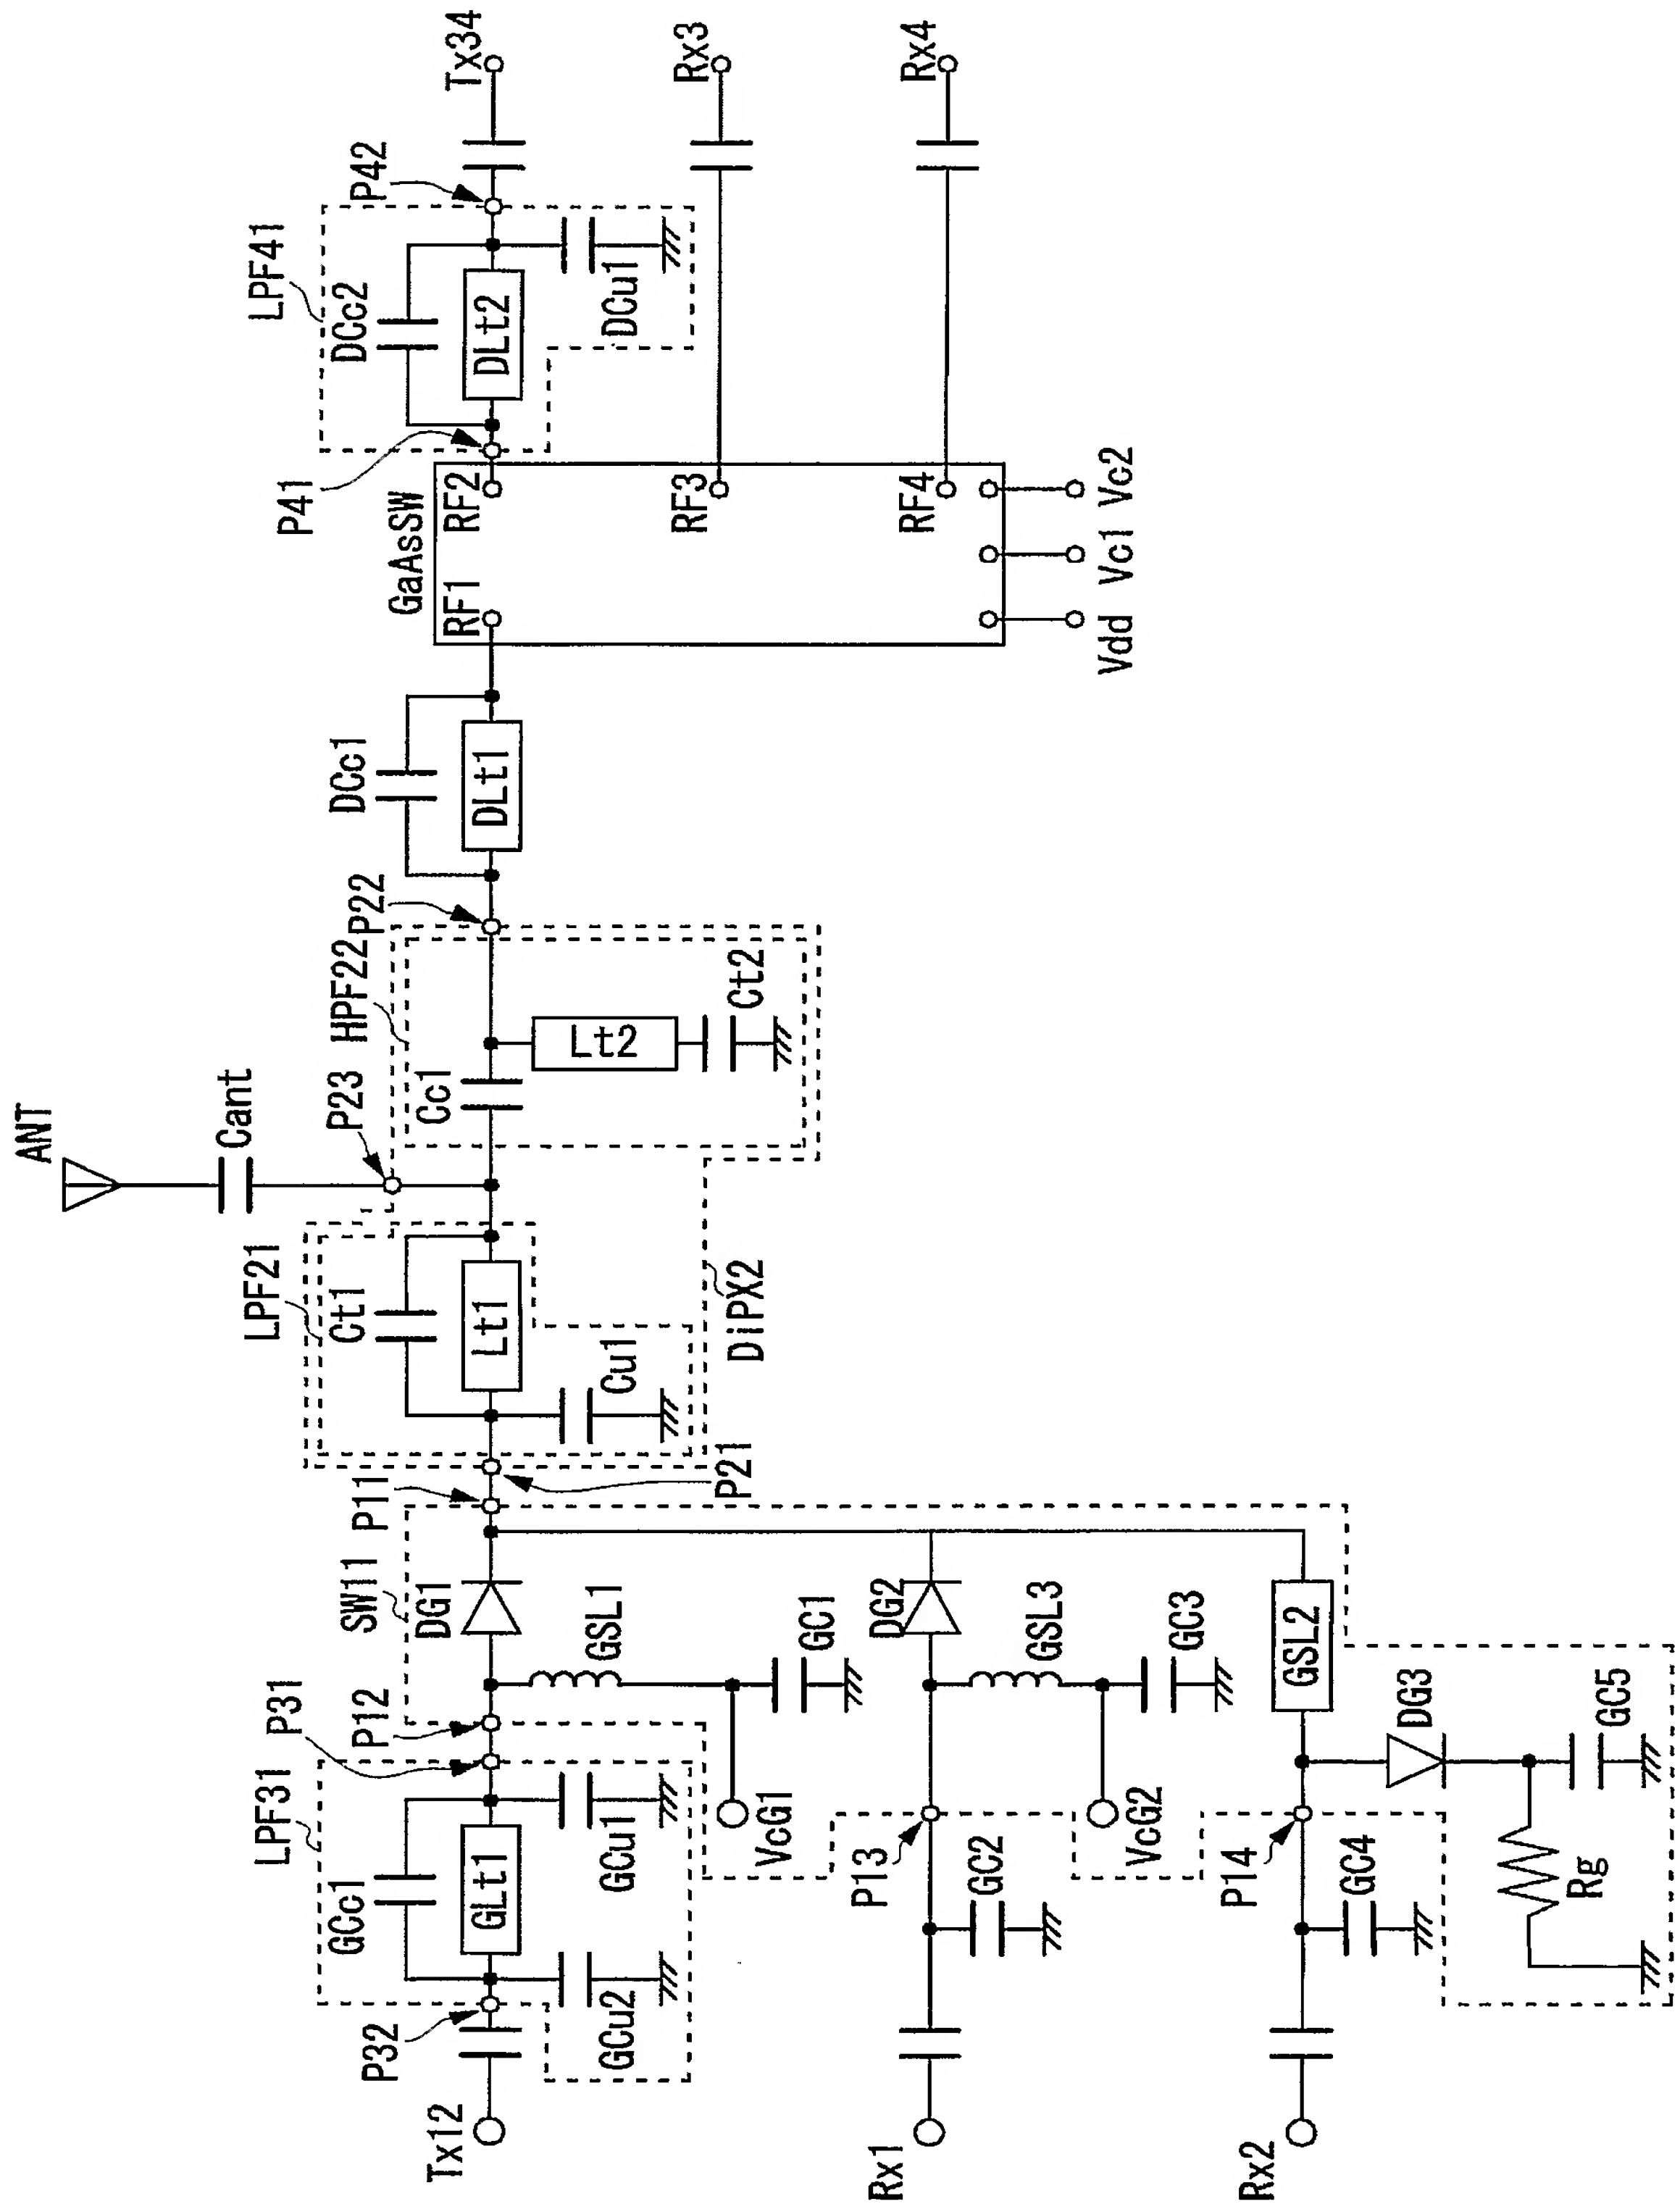 ANT
Cant
P23
HPF22
P22
Cc1
Lt2
Ct2
LPF21
Ct1
Lt1
Cu1
DiPX2
P21
P11
SW11
DG1
GSL1
GC1
P12
P31
LPF31
GCc1
GLt1
GCu1
GCu2
P32
Tx12
VcG1
DG2
GSL3
GC3
VcG2
P13
GC2
Rx1
GSL2
DG3
GC5
Rg
P14
GC4
Rx2
DCc1
DLt1
GaAsSW
RF1
RF2
RF3
RF4
Vdd
Vc1
Vc2
P41
LPF41
DCc2
DLt2
DCu1
P42
Tx34
Rx3
Rx4